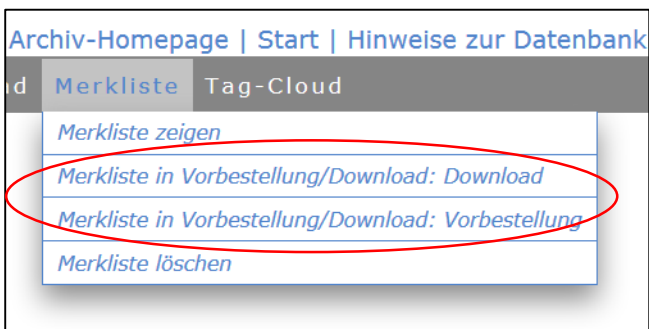 Archiv-Homepage | Start | Hinweise zur Datenbank
nd Merkliste Tag-Cloud
Merkliste zeigen
Merkliste in Vorbestellung/Download: Download
Merkliste in Vorbestellung/Download: Vorbestellung
Merkliste löschen